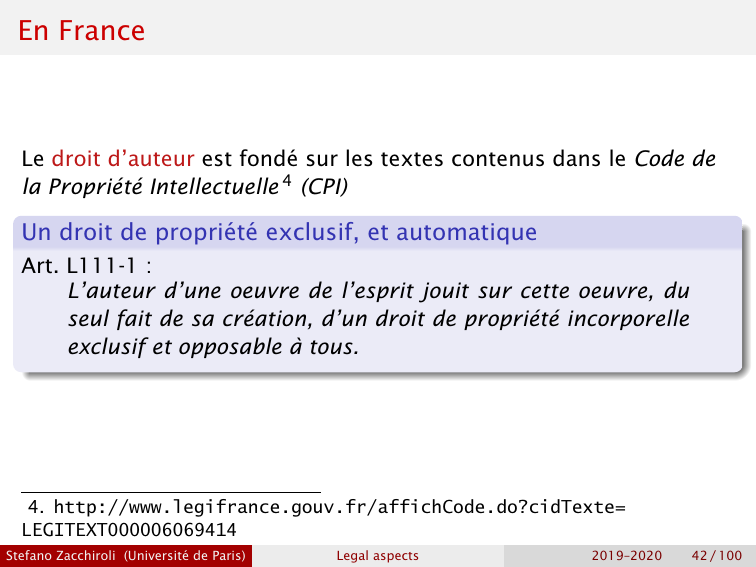 En France
Le droit d'auteur est fondé sur les textes contenus dans le Code de
la Propriété Intellectuelle 4 (CPI)
Un droit de propriété exclusif, et automatique
Art. L111-1 :
L'auteur d'une oeuvre de l'esprit jouit sur cette oeuvre, du
seul fait de sa création, d'un droit de propriété incorporelle
exclusif et opposable à tous.
4. http://www.legifrance.gouv.fr/affichCode.do?cidTexte=
LEGITEXT000006069414
Stefano Zacchiroli (Université de Paris) Legal aspects 2019–2020 42 / 100